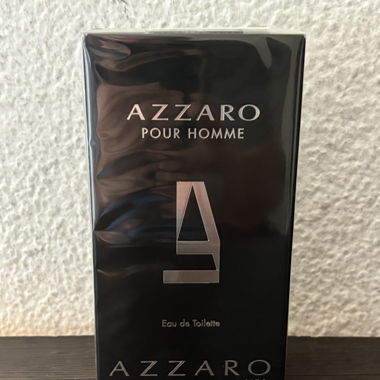 AZZARO
POUR HOMME
Eau de Toilette
AZZARO